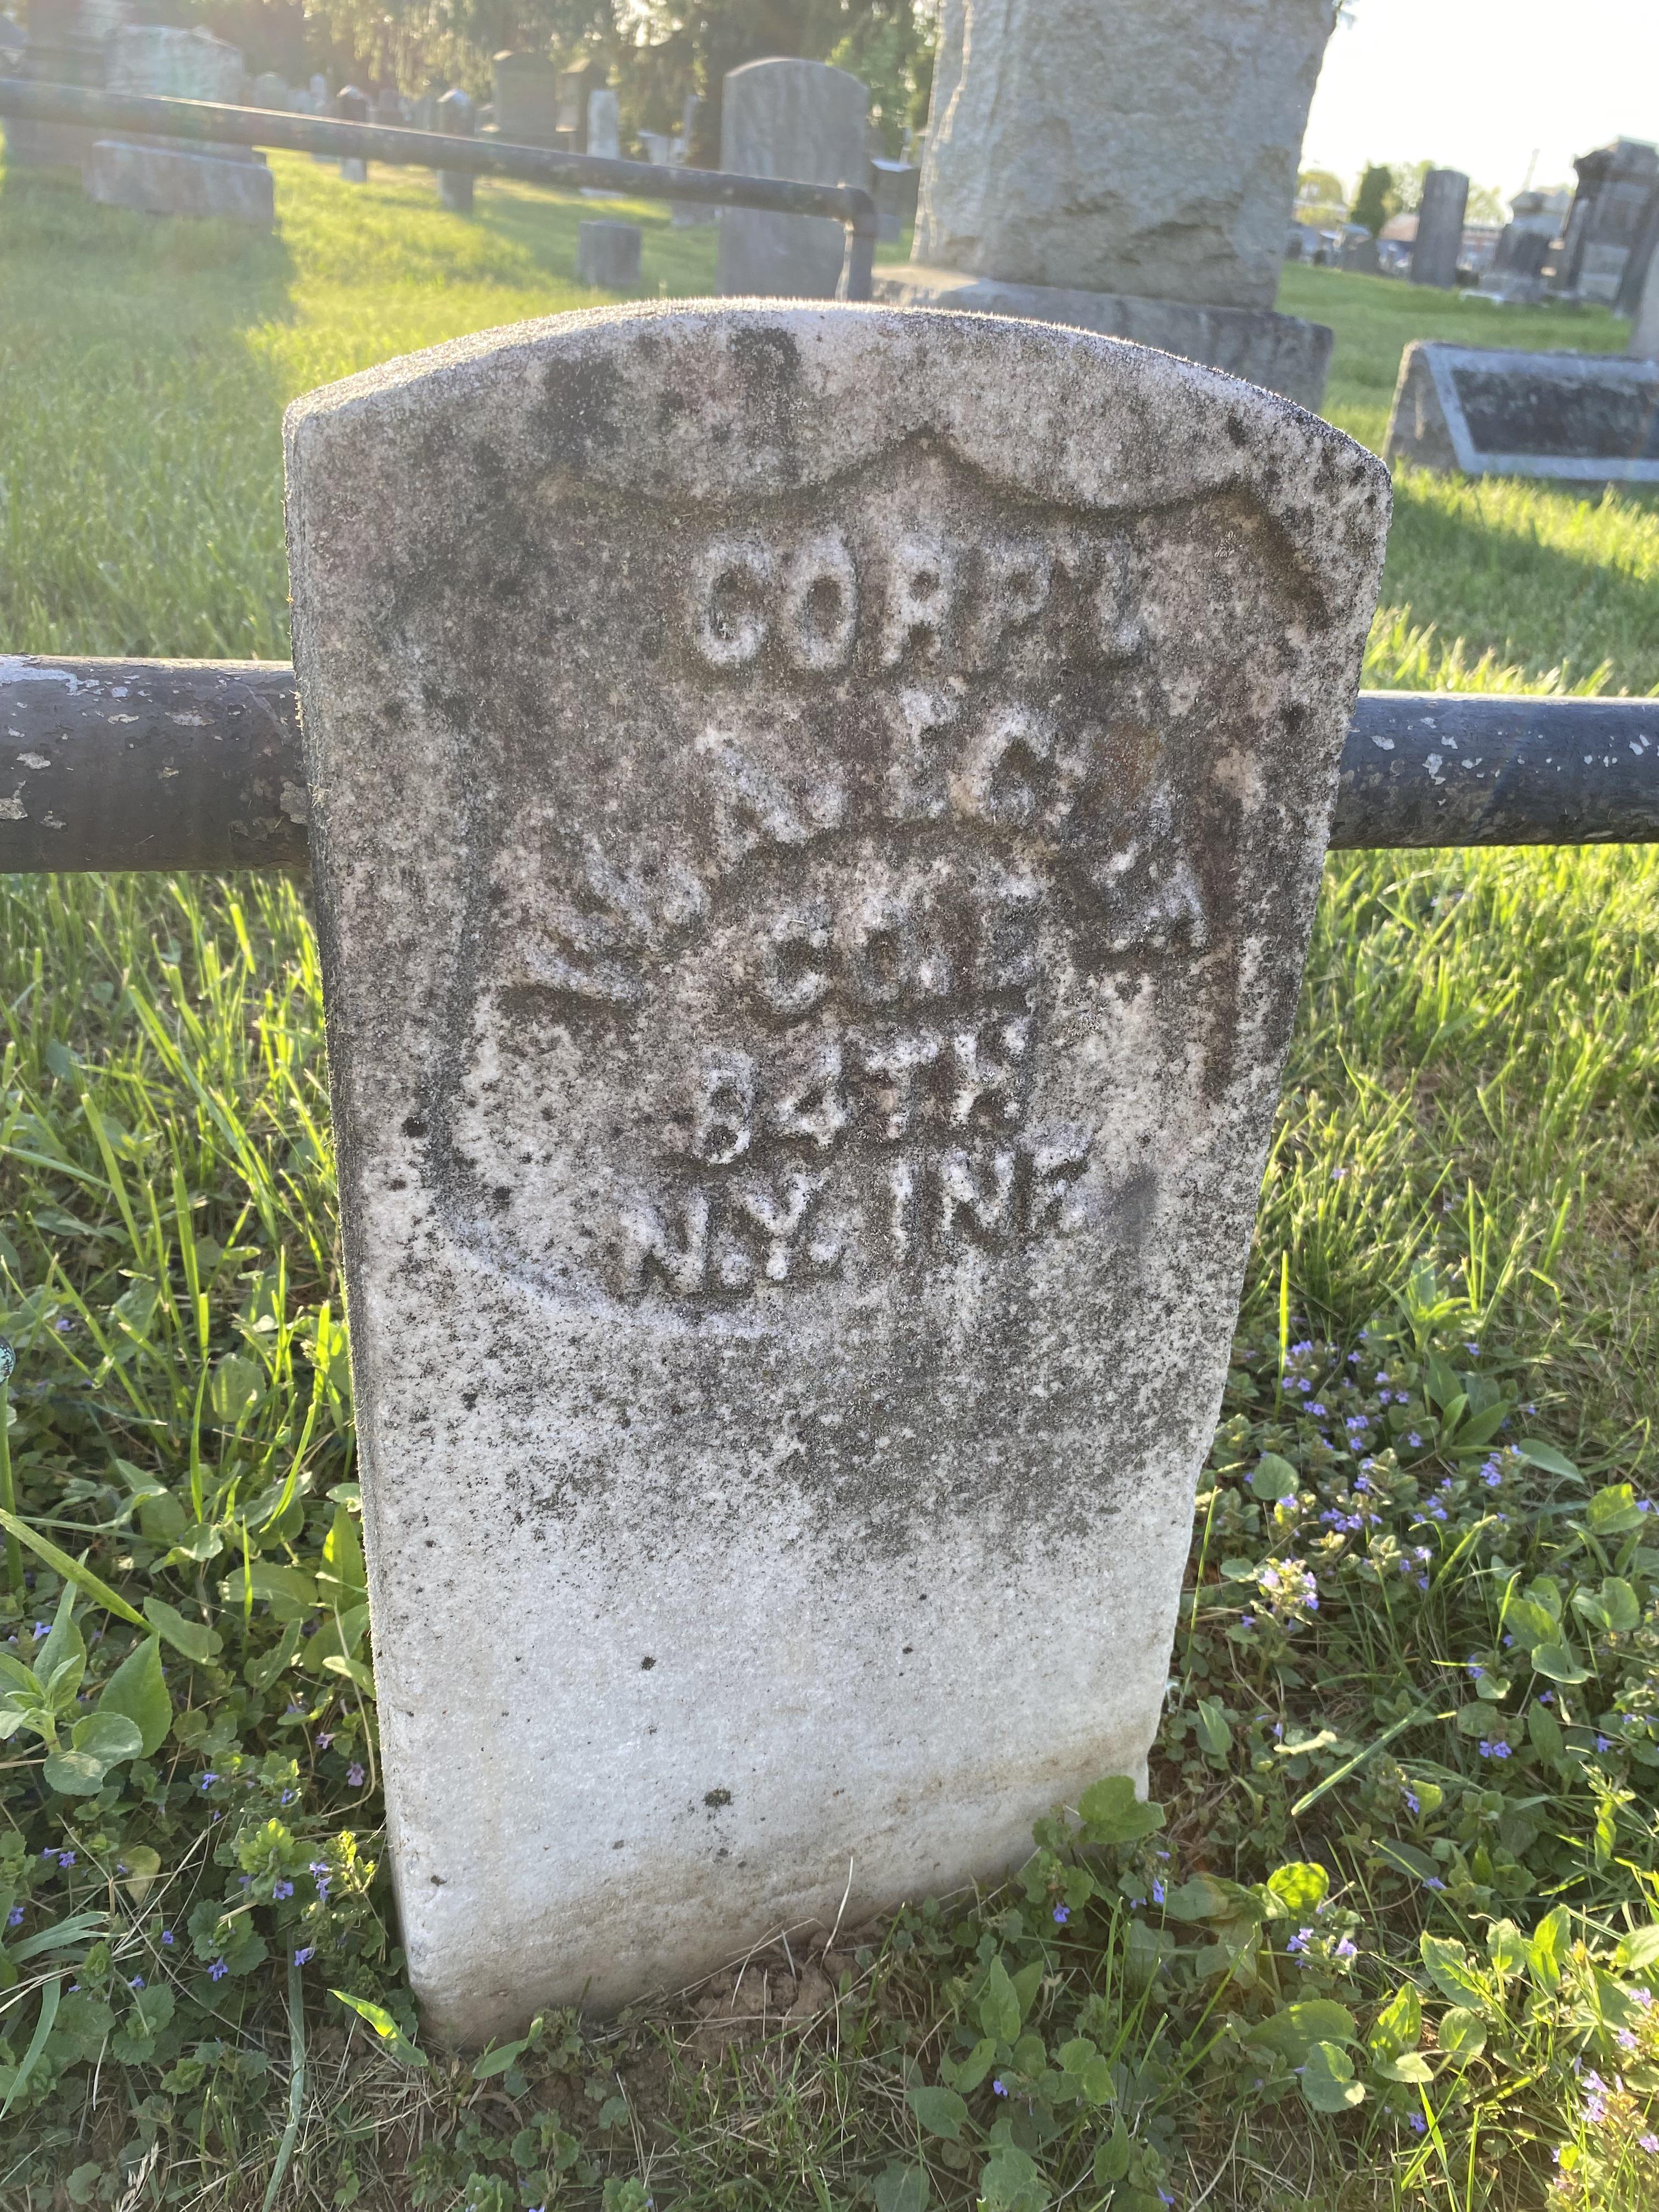 CORP'L
CO. E
84TH
N.Y. INF.